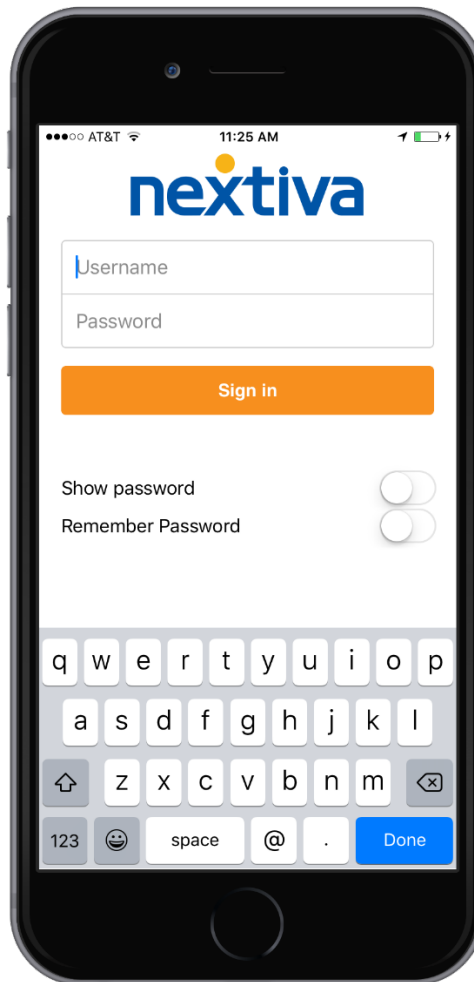 AT&T 11:25 AM
nextiva
Username
Password
Sign in
Show password
Remember Password
q w e r t y u i o p
a s d f g h j k l
z x c v b n m
123 space @ . Done